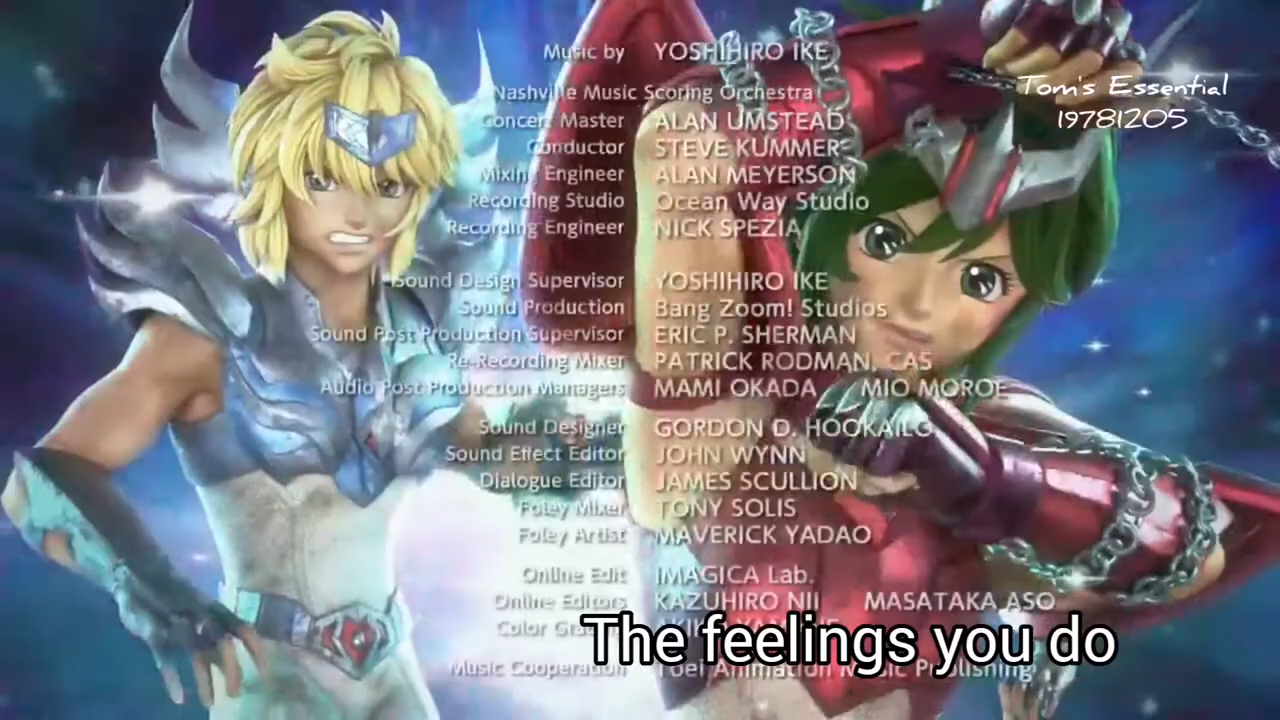 Music by YOSHIHIRO IKE
Tom's Essential
19781205
Nashville Music Scoring Orchestra
Concert Master ALAN UMSTEAD
Conductor STEVE KUMMER
Mixing Engineer ALAN MEYERSON
Recording Studio Ocean Way Studio
Recording Engineer NICK SPEZIA
Sound Design Supervisor YOSHIHIRO IKE
Sound Production Bang Zoom! Studios
Sound Post Production Supervisor ERIC P. SHERMAN
Re-Recording Mixer PATRICK RODMAN, CAS
Audio Post Production Managers MAMI OKADA MIO MOROE
Sound Designer GORDON D. HOOKAILO
Sound Effect Editor JOHN WYNN
Dialogue Editor JAMES SCULLION
Foley Mixer TONY SOLIS
Foley Artist MAVERICK YADAO
Online Edit IMAGICA Lab.
Online Editors KAZUHIRO NII MASATAKA ASO
Color
The feelings you do
Music Cooperation Toei Animation Music Publishing